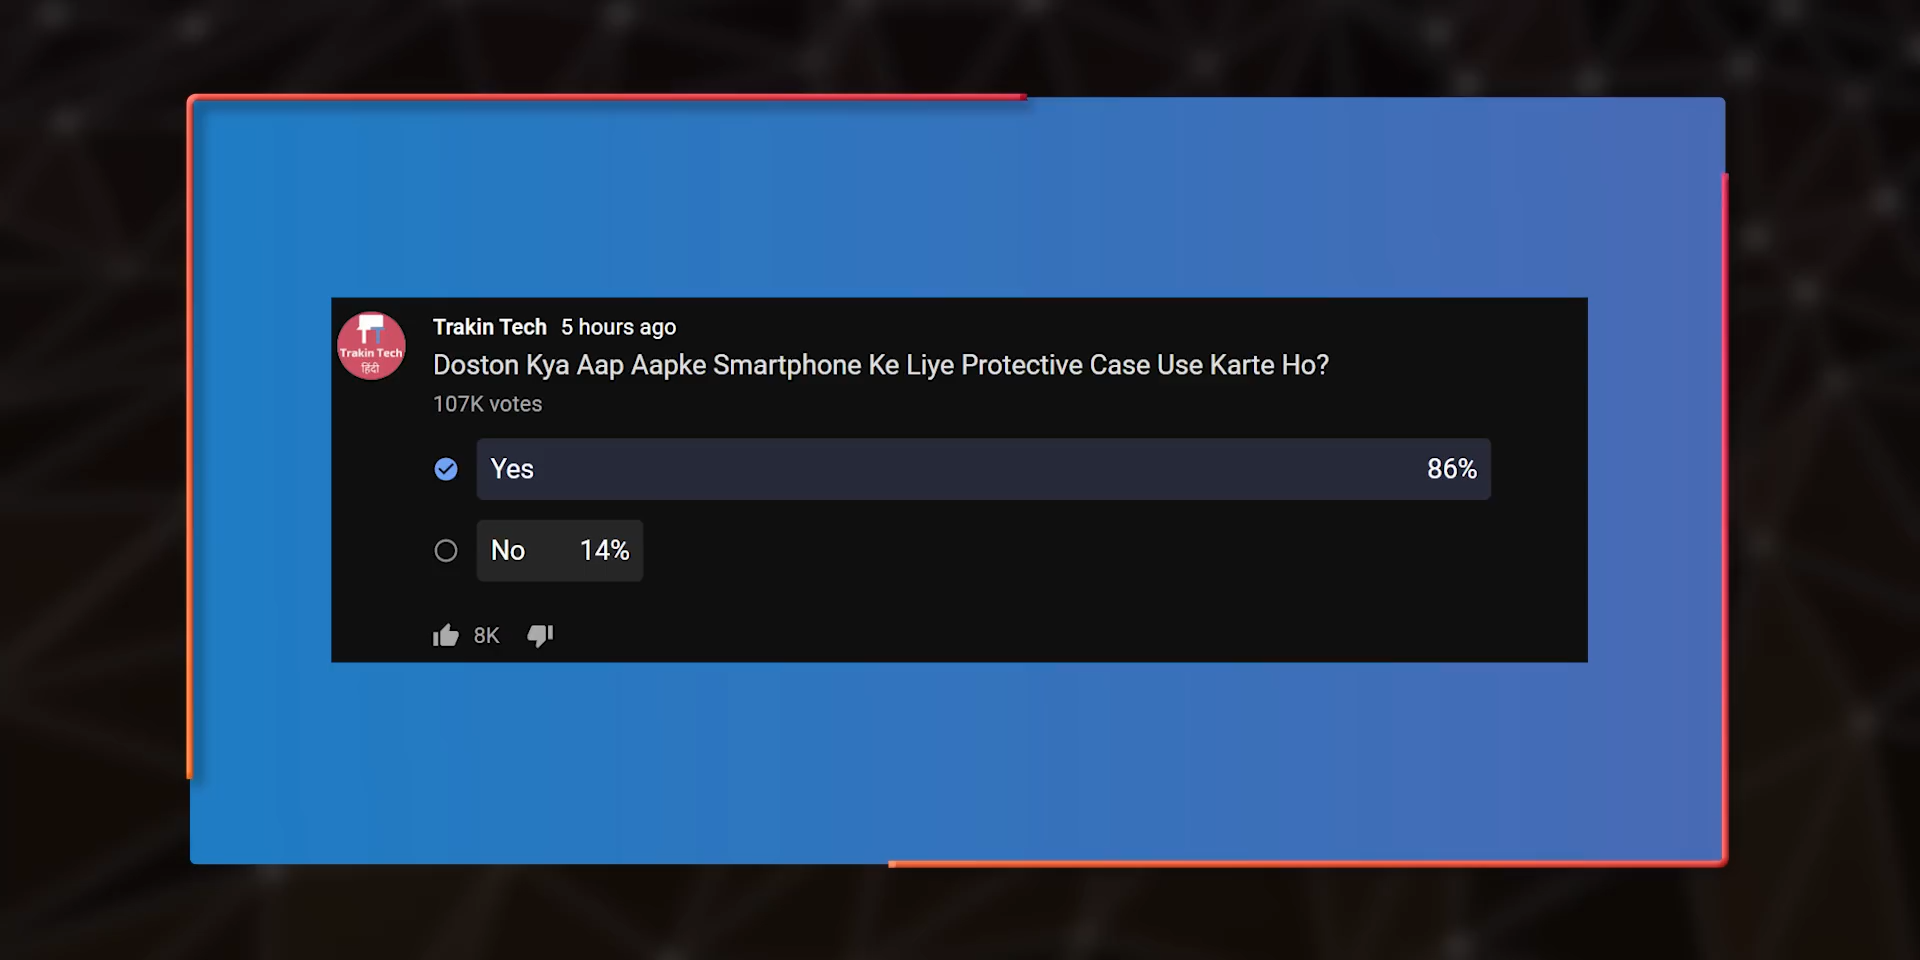 Trakin Tech 5 hours ago
Doston Kya Aap Aapke Smartphone Ke Liye Protective Case Use Karte Ho?
107K votes
Yes 86%
No 14%
8K
Trakin Tech
हिंदी